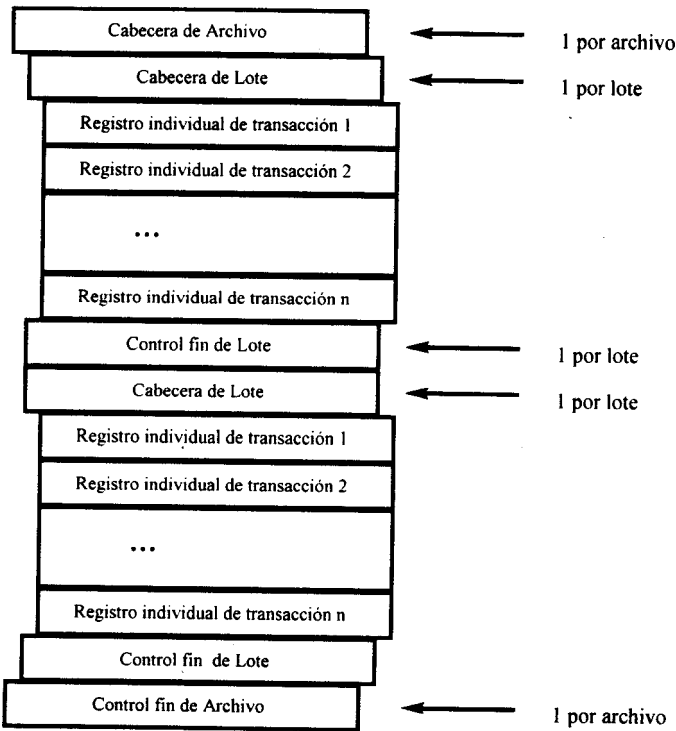 Cabecera de Archivo
1 por archivo
Cabecera de Lote
1 por lote
Registro individual de transacción 1
Registro individual de transacción 2
...
Registro individual de transacción n
Control fin de Lote
1 por lote
Cabecera de Lote
1 por lote
Registro individual de transacción 1
Registro individual de transacción 2
...
Registro individual de transacción n
Control fin de Lote
Control fin de Archivo
1 por archivo